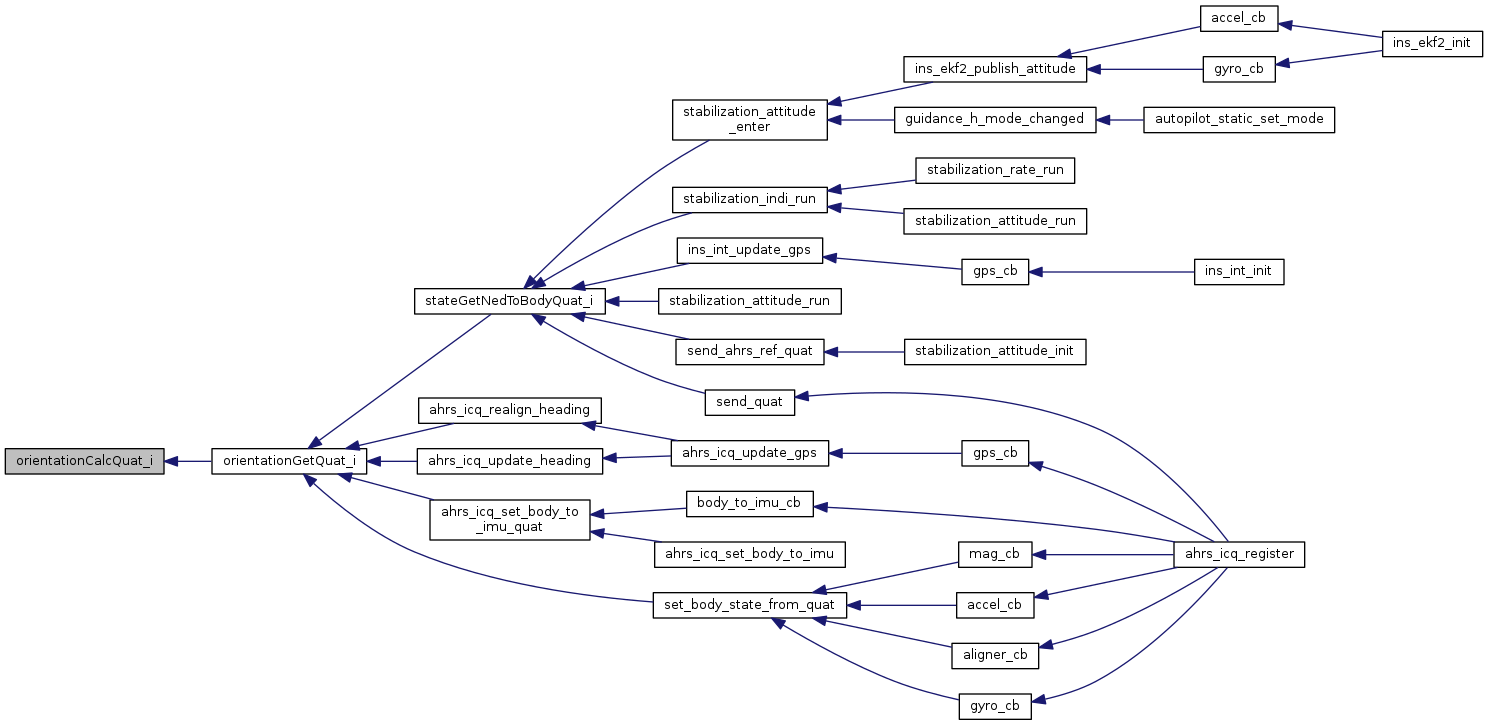 accel_cb
ins_ekf2_init
ins_ekf2_publish_attitude
gyro_cb
stabilization_attitude
_enter
guidance_h_mode_changed
autopilot_static_set_mode
stabilization_rate_run
stabilization_indi_run
stabilization_attitude_run
ins_int_update_gps
gps_cb
ins_int_init
stateGetNedToBodyQuat_i
stabilization_attitude_run
send_ahrs_ref_quat
stabilization_attitude_init
send_quat
ahrs_icq_realign_heading
orientationCalcQuat_i
orientationGetQuat_i
ahrs_icq_update_heading
ahrs_icq_update_gps
gps_cb
ahrs_icq_set_body_to
_imu_quat
body_to_imu_cb
ahrs_icq_set_body_to_imu
mag_cb
ahrs_icq_register
set_body_state_from_quat
accel_cb
aligner_cb
gyro_cb